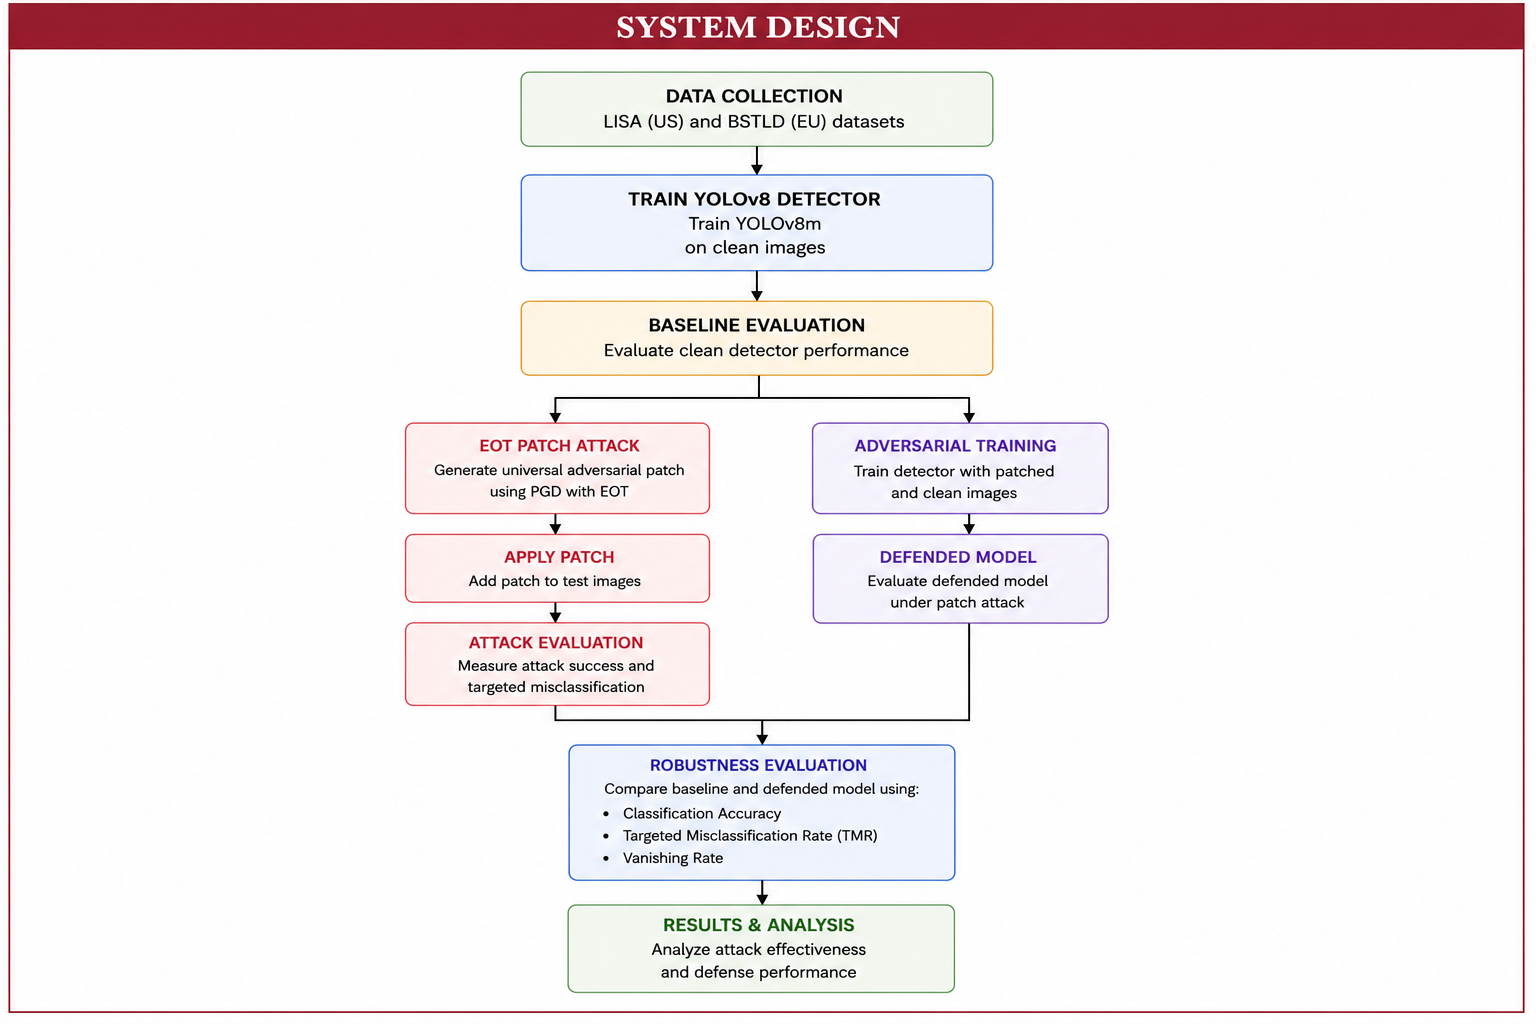 SYSTEM DESIGN
DATA COLLECTION
LISA (US) and BSTLD (EU) datasets
TRAIN YOLOv8 DETECTOR
Train YOLOv8m
on clean images
BASELINE EVALUATION
Evaluate clean detector performance
EOT PATCH ATTACK
Generate universal adversarial patch
using PGD with EOT
APPLY PATCH
Add patch to test images
ATTACK EVALUATION
Measure attack success and
targeted misclassification
ADVERSARIAL TRAINING
Train detector with patched
and clean images
DEFENDED MODEL
Evaluate defended model
under patch attack
ROBUSTNESS EVALUATION
Compare baseline and defended model using:
• Classification Accuracy
• Targeted Misclassification Rate (TMR)
• Vanishing Rate
RESULTS & ANALYSIS
Analyze attack effectiveness
and defense performance